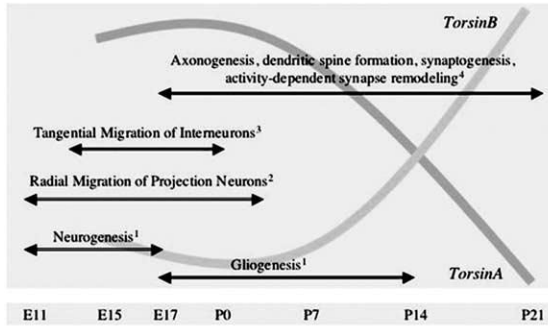 TorsinB
Axonogenesis, dendritic spine formation, synaptogenesis,
activity-dependent synapse remodeling⁴
Tangential Migration of Interneurons³
Radial Migration of Projection Neurons²
Neurogenesis¹
Gliogenesis¹
TorsinA
E11 E15 E17 P0 P7 P14 P21